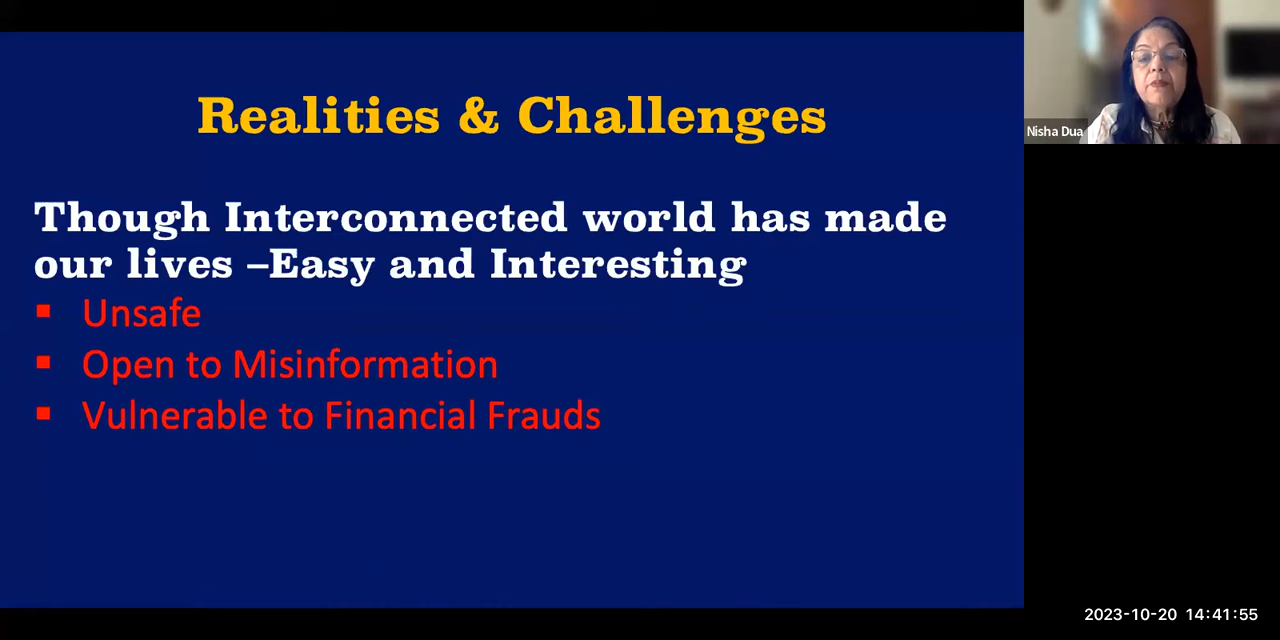 Realities & Challenges
Though Interconnected world has made
our lives –Easy and Interesting
▪ Unsafe
▪ Open to Misinformation
▪ Vulnerable to Financial Frauds
Nisha Dua
2023-10-20 14:41:55